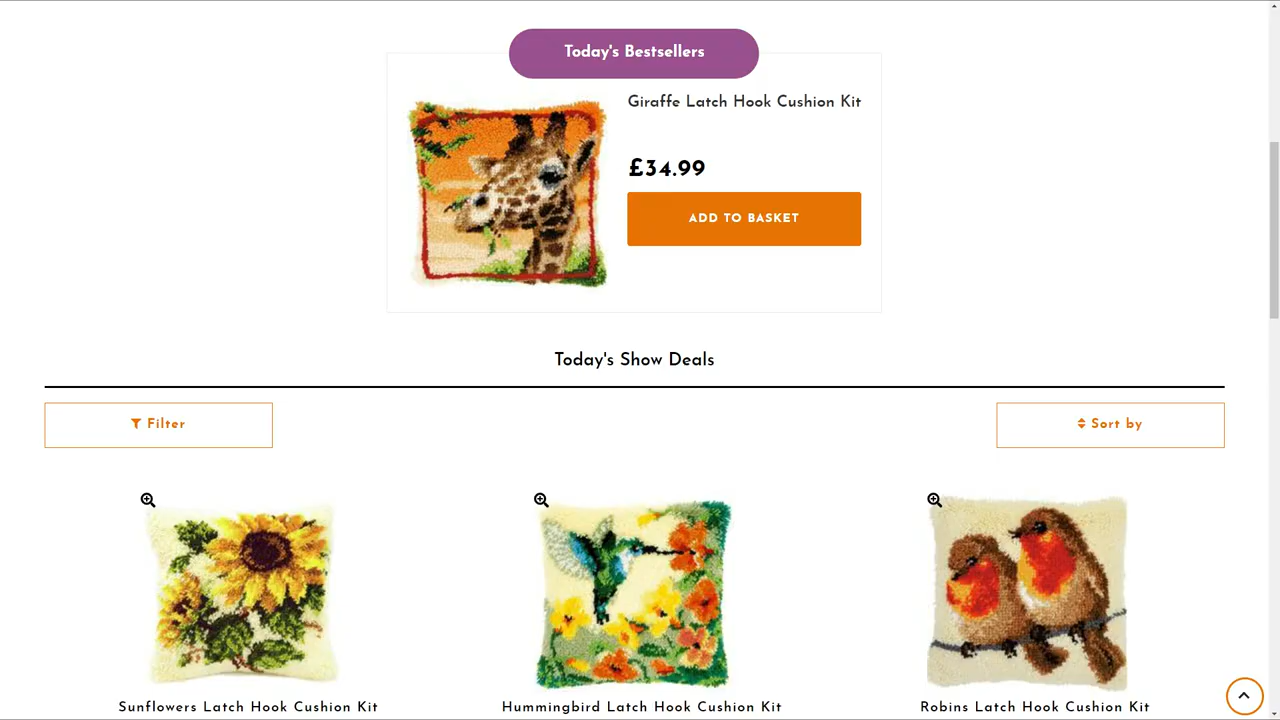 Today's Bestsellers
Giraffe Latch Hook Cushion Kit
£34.99
ADD TO BASKET
Today's Show Deals
Filter
Sort by
Sunflowers Latch Hook Cushion Kit
Hummingbird Latch Hook Cushion Kit
Robins Latch Hook Cushion Kit